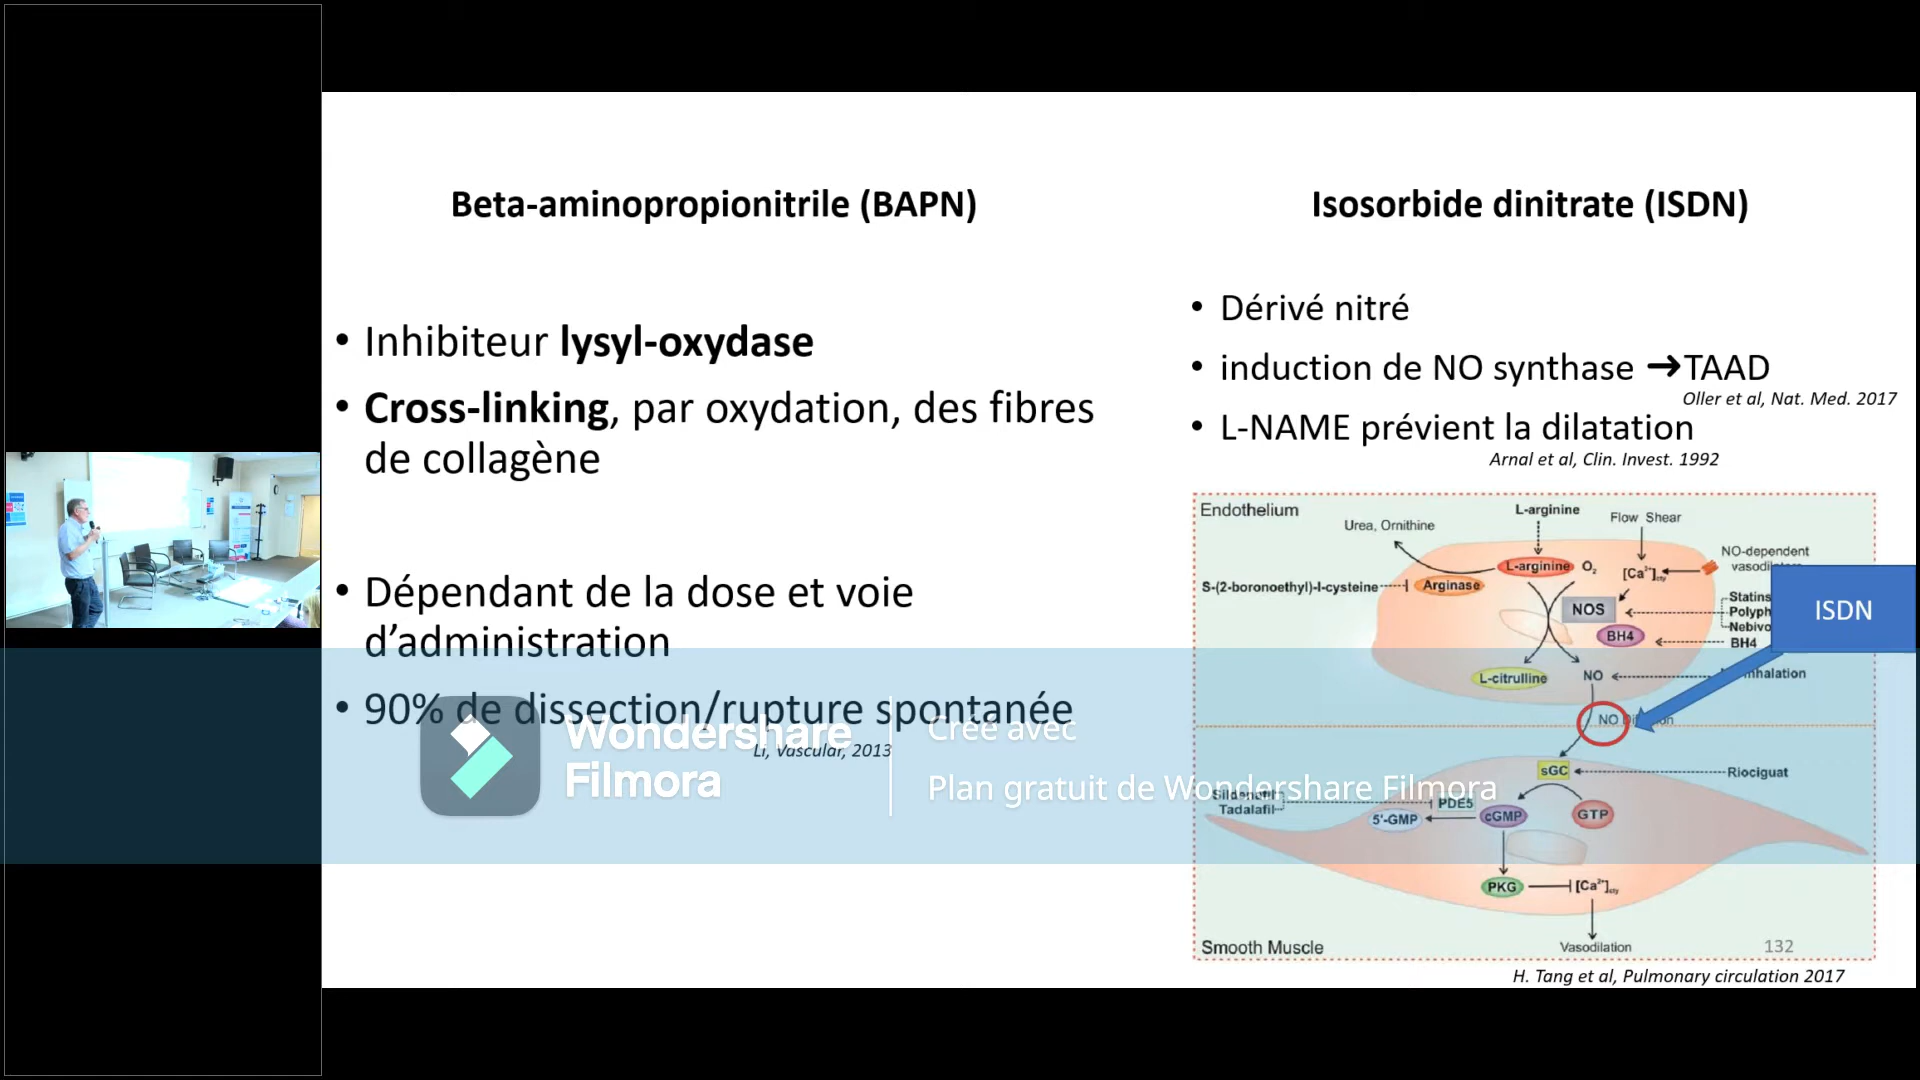 Beta-aminopropionitrile (BAPN)
• Inhibiteur lysyl-oxydase
• Cross-linking, par oxydation, des fibres
de collagène
• Dépendant de la dose et voie
d’administration
• 90% de dissection/rupture spontanée
Li, Vascular, 2013
Isosorbide dinitrate (ISDN)
• Dérivé nitré
• induction de NO synthase ➔TAAD
Oller et al, Nat. Med. 2017
• L-NAME prévient la dilatation
Arnal et al, Clin. Invest. 1992
Endothelium
L-arginine
Urea, Ornithine
Flow Shear
NO-dependent
L-arginine O₂
[Ca²⁺]cyt
S-(2-boronoethyl)-l-cysteine
Arginase
NOS
Statins
BH4
BH4
ISDN
L-citrulline
NO
NO
sGC
Riociguat
Tadalafil
PDE5
5'-GMP
cGMP
GTP
PKG
[Ca²⁺]cyt
Smooth Muscle
Vasodilation
132
H. Tang et al, Pulmonary circulation 2017
Wondershare
Filmora
Créé avec
Plan gratuit de Wondershare Filmora